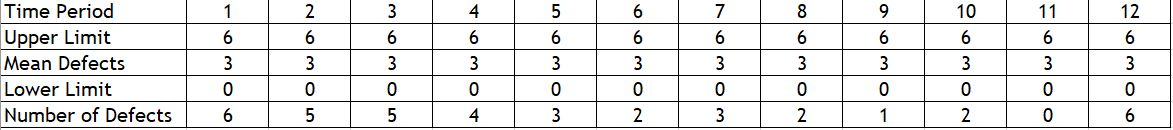 Time Period 1 2 3 4 5 6 7 8 9 10 11 12
Upper Limit 6 6 6 6 6 6 6 6 6 6 6 6
Mean Defects 3 3 3 3 3 3 3 3 3 3 3 3
Lower Limit 0 0 0 0 0 0 0 0 0 0 0 0
Number of Defects 6 5 5 4 3 2 3 2 1 2 0 6